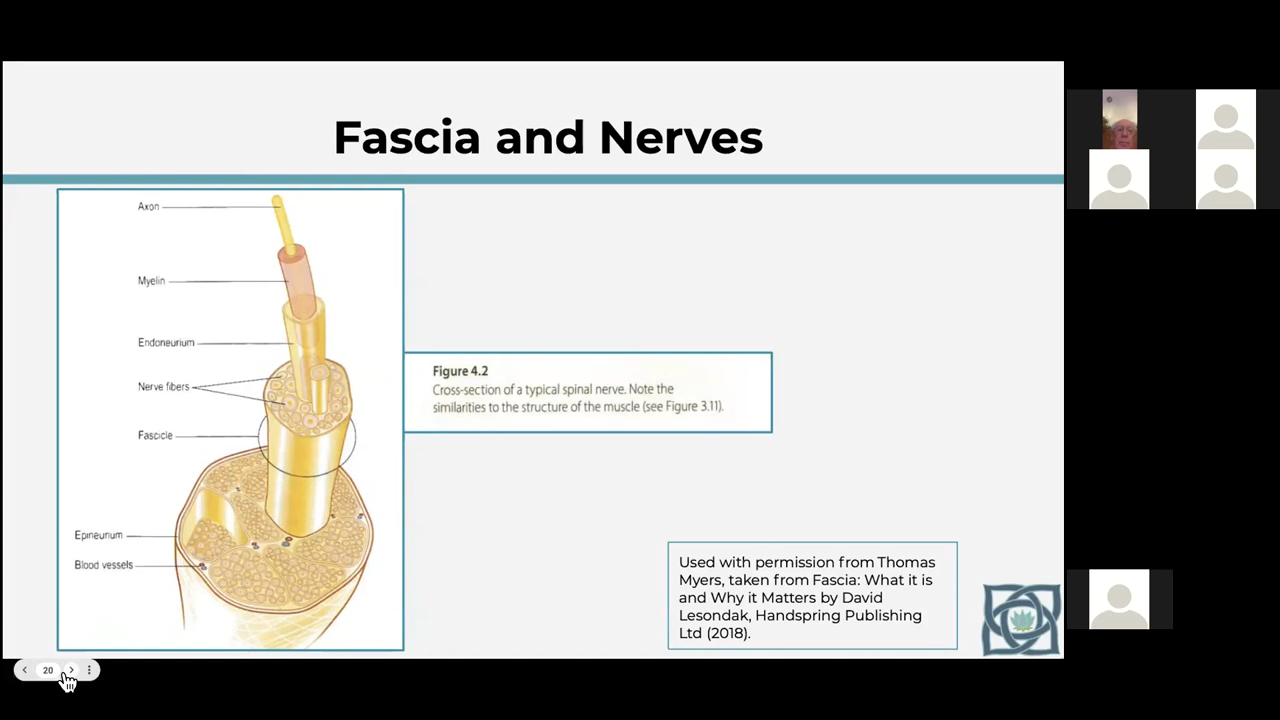 Fascia and Nerves
Axon
Myelin
Endoneurium
Nerve fibers
Fascicle
Epineurium
Blood vessels
Figure 4.2
Cross-section of a typical spinal nerve. Note the
similarities to the structure of the muscle (see Figure 3.11).
Used with permission from Thomas
Myers, taken from Fascia: What it is
and Why it Matters by David
Lesondak, Handspring Publishing
Ltd (2018).
20